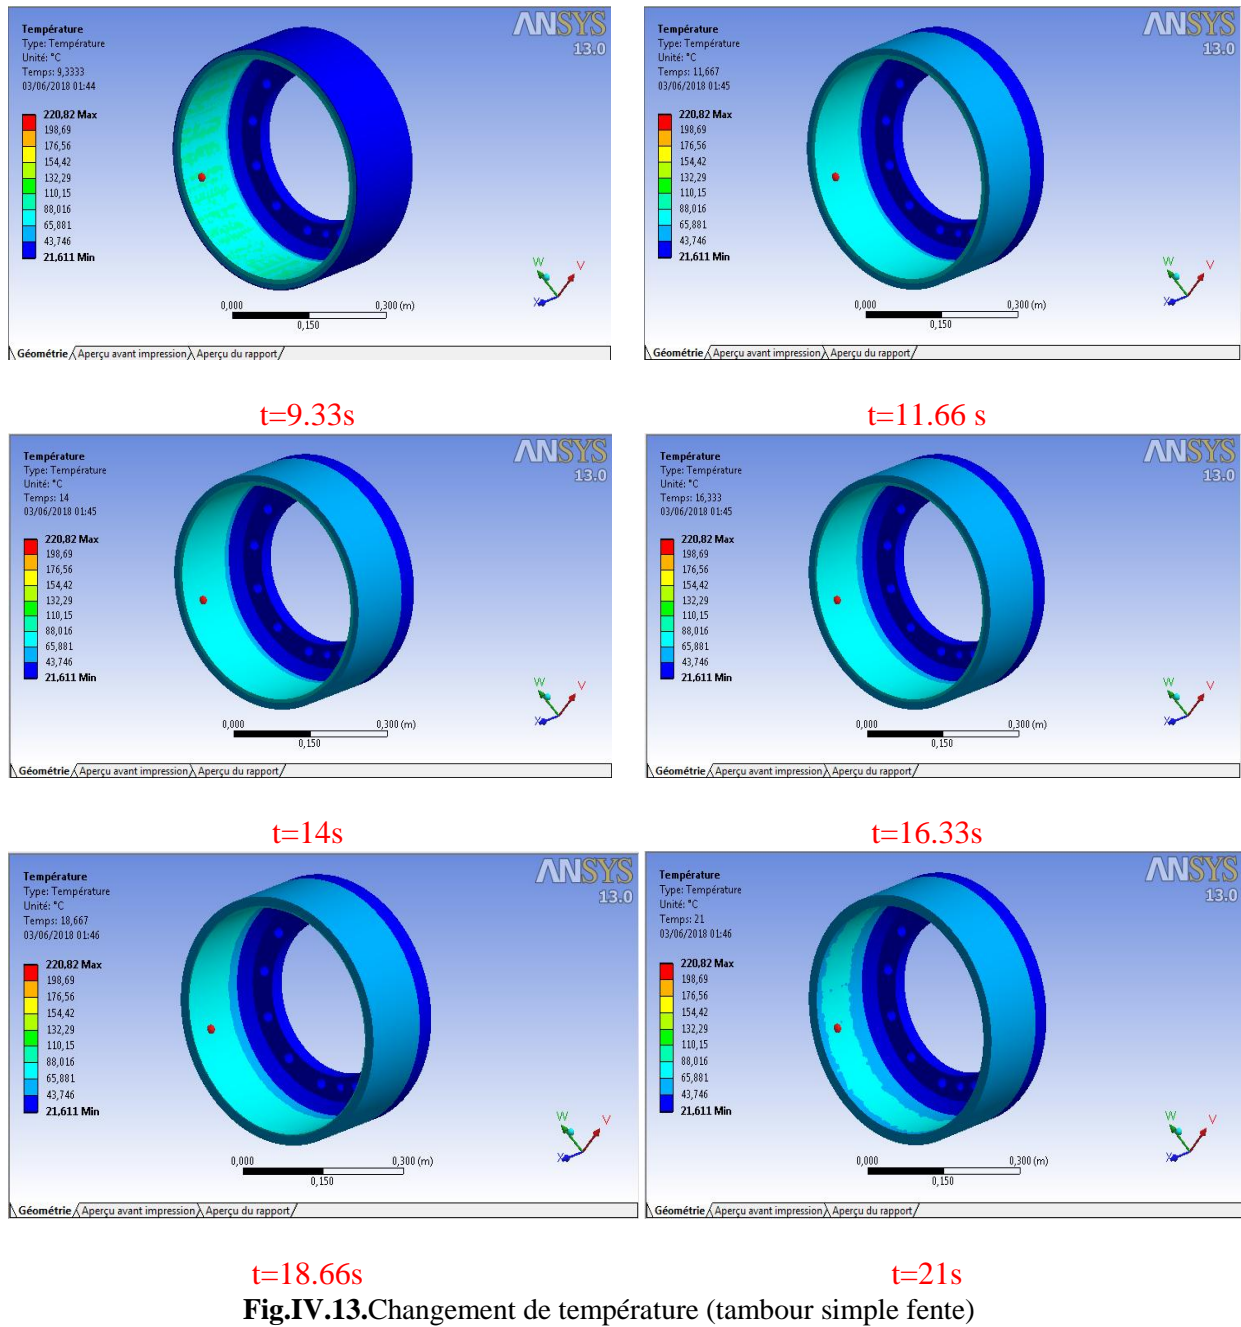 Température
Type: Température
Unité: °C
Temps: 9,3333
03/06/2018 01:44
220,82 Max
198,69
176,56
154,42
132,29
110,15
88,016
65,881
43,746
21,611 Min
ANSYS
13.0
W
V
X
0,000
0,300 (m)
0,150
Géométrie Aperçu avant impression Aperçu du rapport
Température
Type: Température
Unité: °C
Temps: 11,667
03/06/2018 01:45
220,82 Max
198,69
176,56
154,42
132,29
110,15
88,016
65,881
43,746
21,611 Min
ANSYS
13.0
W
V
X
0,000
0,300 (m)
0,150
Géométrie Aperçu avant impression Aperçu du rapport
t=9.33s
t=11.66 s
Température
Type: Température
Unité: °C
Temps: 14
03/06/2018 01:45
220,82 Max
198,69
176,56
154,42
132,29
110,15
88,016
65,881
43,746
21,611 Min
ANSYS
13.0
W
V
X
0,000
0,300 (m)
0,150
Géométrie Aperçu avant impression Aperçu du rapport
Température
Type: Température
Unité: °C
Temps: 16,333
03/06/2018 01:45
220,82 Max
198,69
176,56
154,42
132,29
110,15
88,016
65,881
43,746
21,611 Min
ANSYS
13.0
W
V
X
0,000
0,300 (m)
0,150
Géométrie Aperçu avant impression Aperçu du rapport
t=14s
t=16.33s
Température
Type: Température
Unité: °C
Temps: 18,667
03/06/2018 01:46
220,82 Max
198,69
176,56
154,42
132,29
110,15
88,016
65,881
43,746
21,611 Min
ANSYS
13.0
W
V
X
0,000
0,300 (m)
0,150
Géométrie Aperçu avant impression Aperçu du rapport
Température
Type: Température
Unité: °C
Temps: 21
03/06/2018 01:46
220,82 Max
198,69
176,56
154,42
132,29
110,15
88,016
65,881
43,746
21,611 Min
ANSYS
13.0
W
V
X
0,000
0,300 (m)
0,150
Géométrie Aperçu avant impression Aperçu du rapport
t=18.66s
t=21s
Fig.IV.13.Changement de température (tambour simple fente)